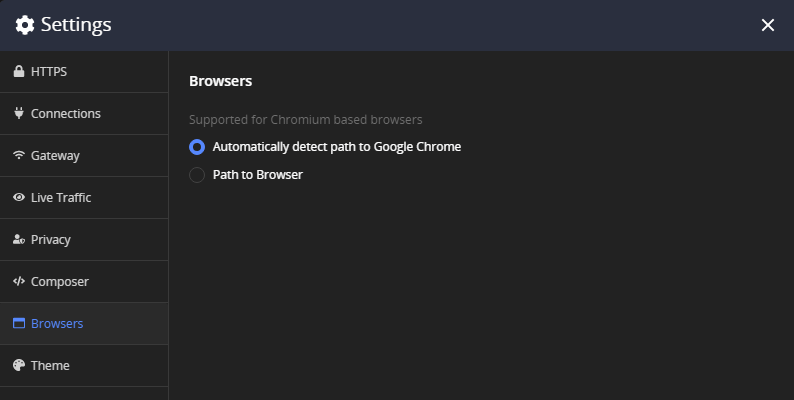 Settings
HTTPS
Connections
Gateway
Live Traffic
Privacy
Composer
Browsers
Theme
Browsers
Supported for Chromium based browsers
Automatically detect path to Google Chrome
Path to Browser